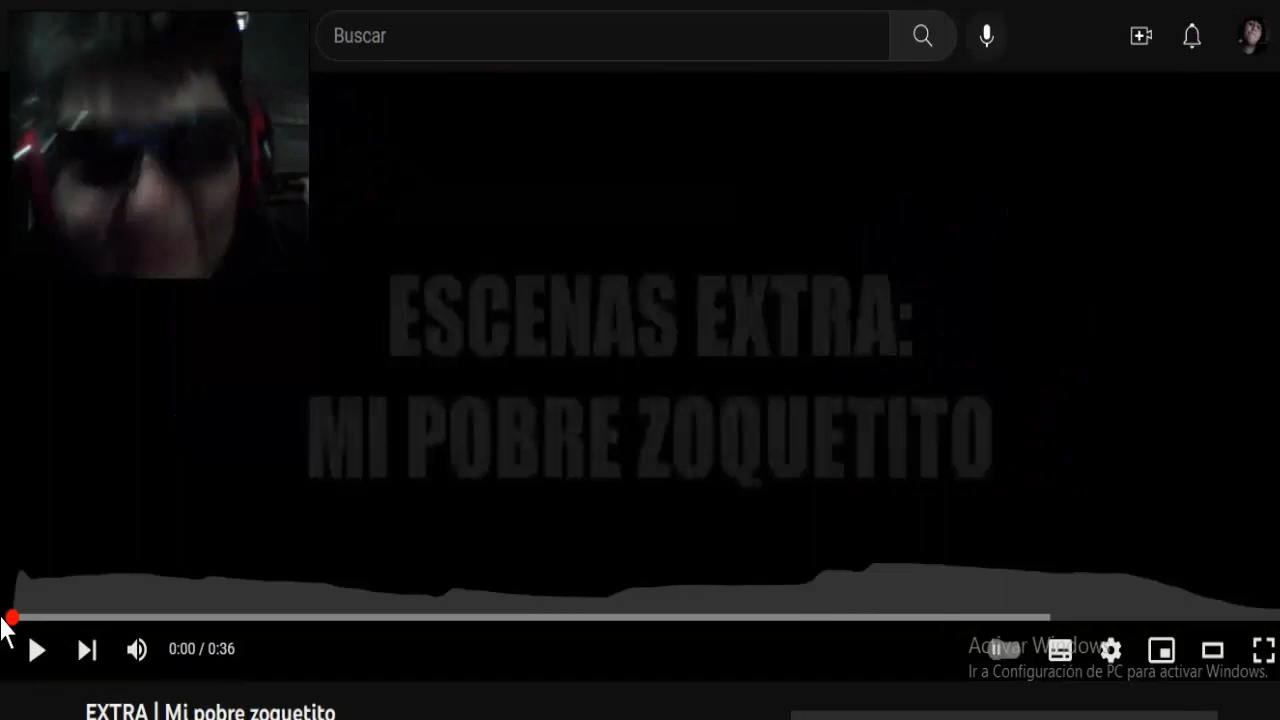 Buscar
ESCENAS EXTRA:
MI POBRE ZOQUETITO
0:00 / 0:36
Activar Windows
Ir a Configuración de PC para activar Windows.
EXTRA | Mi pobre zoquetito